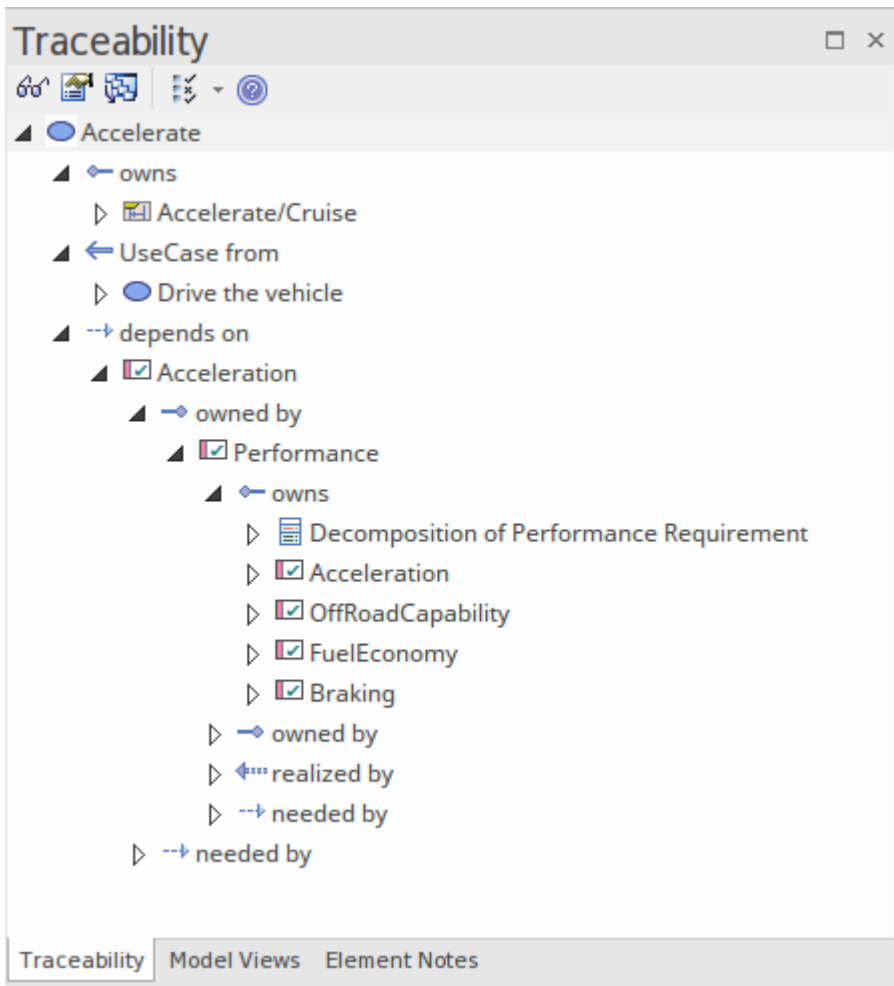 Traceability
Accelerate
owns
Accelerate/Cruise
UseCase from
Drive the vehicle
depends on
Acceleration
owned by
Performance
owns
Decomposition of Performance Requirement
Acceleration
OffRoadCapability
FuelEconomy
Braking
owned by
realized by
needed by
needed by
Traceability Model Views Element Notes